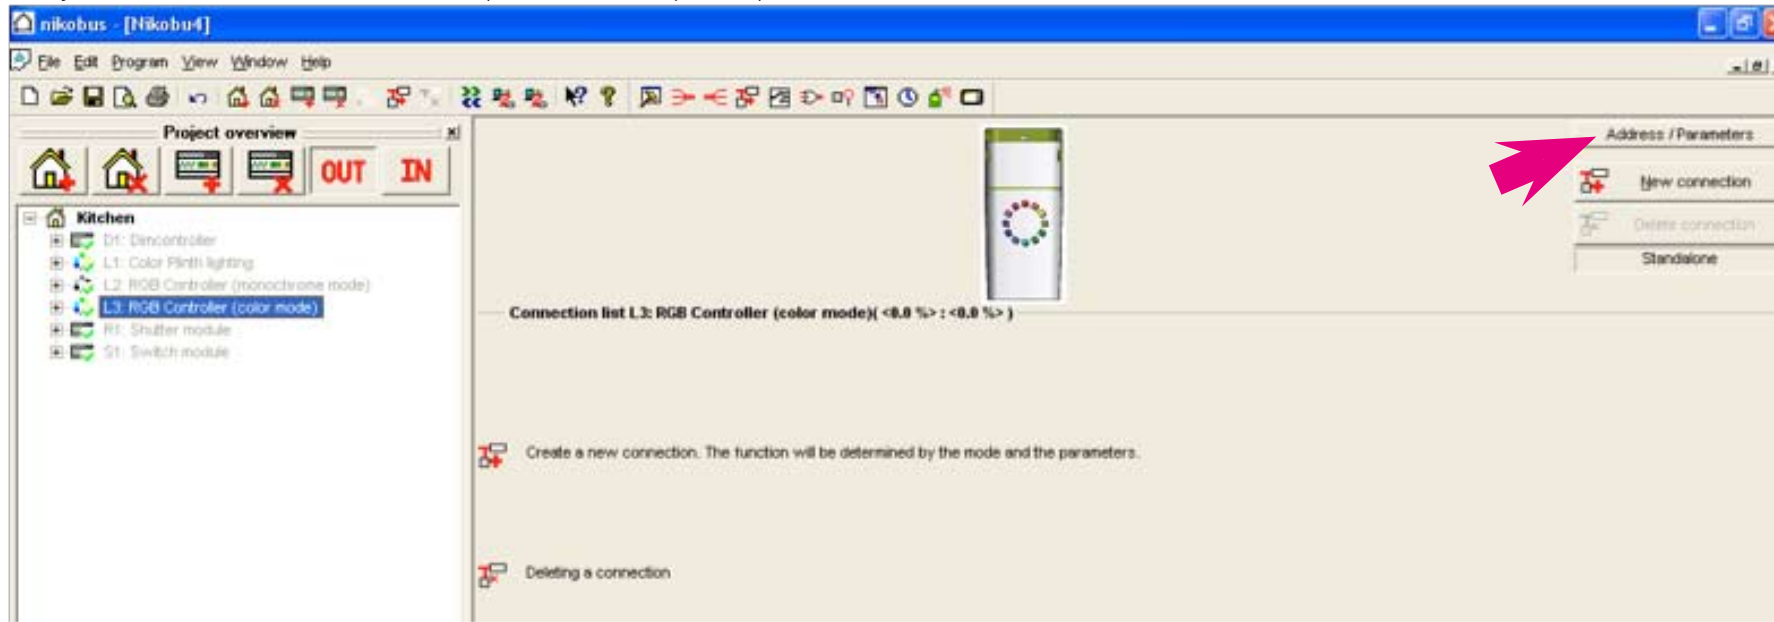 nikobus - [Nikobu4]
File Edit Program View Window Help
Project overview
OUT IN
Kitchen
D1: Dimcontroller
L1: Color Plinth lighting
L2: RGB Controller (monochrome mode)
L3: RGB Controller (color mode)
R1: Shutter module
S1: Switch module
Address / Parameters
New connection
Delete connection
Standalone
Connection list L3: RGB Controller (color mode)( <0.0 %> : <0.0 %> )
Create a new connection. The function will be determined by the mode and the parameters.
Deleting a connection